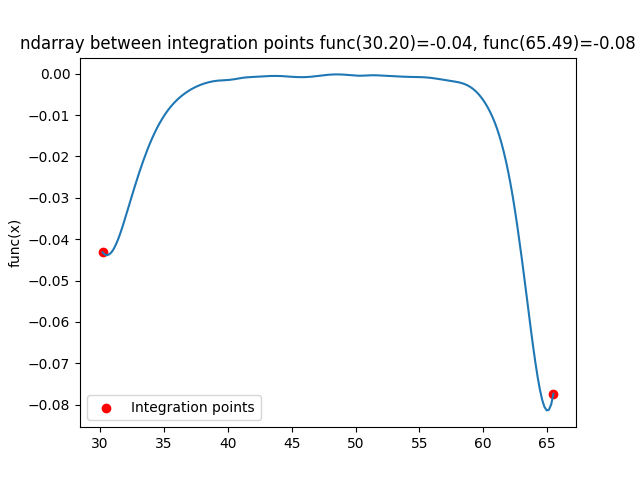 ndarray between integration points func(30.20)=-0.04, func(65.49)=-0.08
0.00
−0.01
−0.02
−0.03
−0.04
−0.05
−0.06
−0.07
−0.08
func(x)
Integration points
30 35 40 45 50 55 60 65